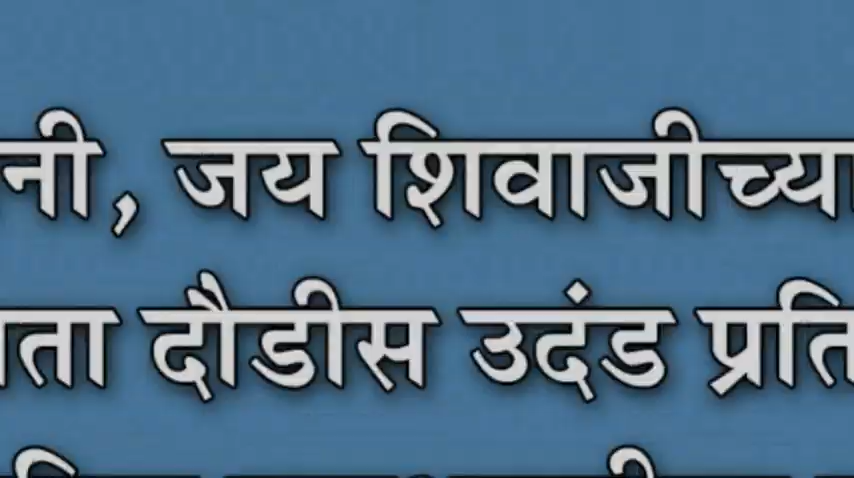 नी, जय शिवाजीच्या
ता दौडीस उदंड प्रति